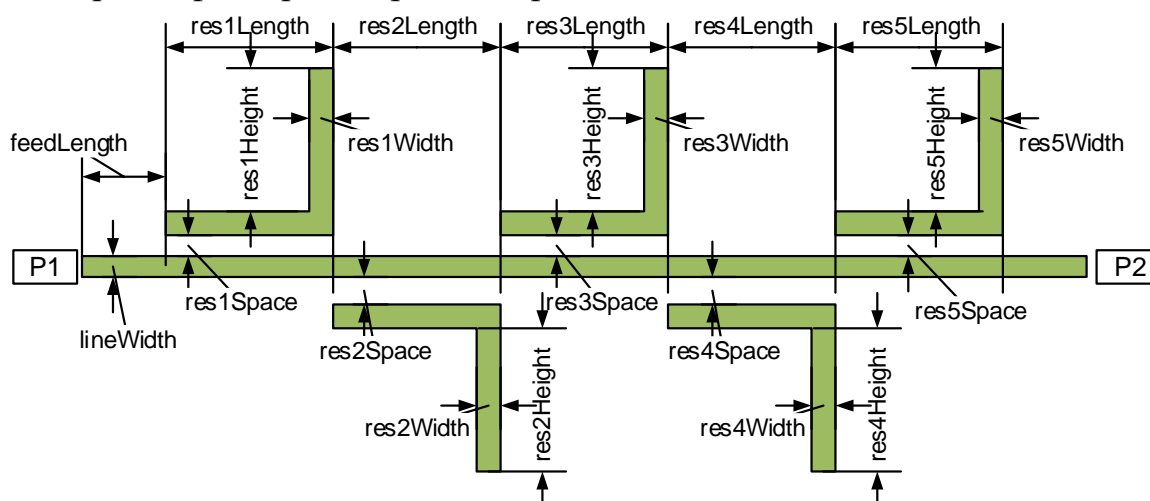 res1Length
res2Length
res3Length
res4Length
res5Length
feedLength
res1Height
res1Width
res3Height
res3Width
res5Height
res5Width
P1
P2
lineWidth
res1Space
res2Space
res3Space
res4Space
res5Space
res2Width
res2Height
res4Width
res4Height